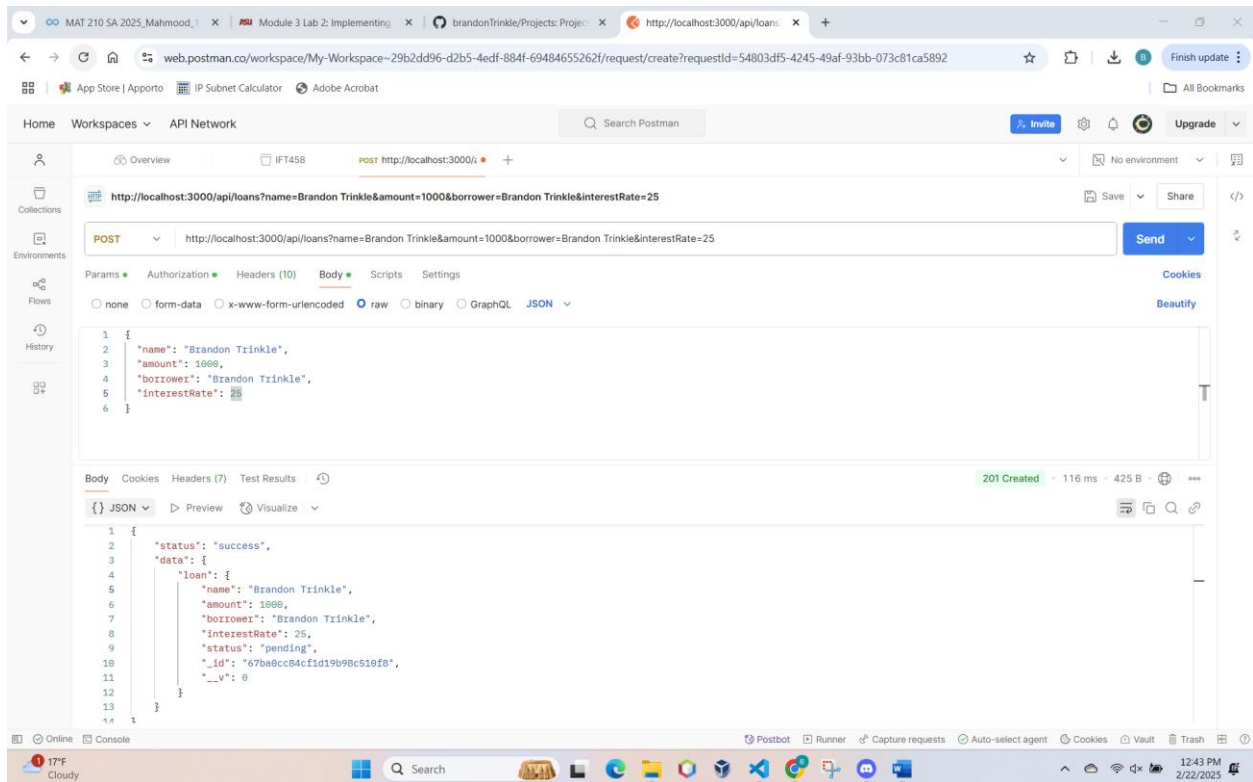 MAT 210 SA 2025_Mahmood_1
ASU Module 3 Lab 2: Implementing
brandonTrinkle/Projects: Projec
http://localhost:3000/api/loans
web.postman.co/workspace/My-Workspace~29b2dd96-d2b5-4edf-884f-69484655262f/request/create?requestId=54803df5-4245-49af-93bb-073c81ca5892
B
Finish update
App Store | Apporto
IP Subnet Calculator
Adobe Acrobat
All Bookmarks
Home
Workspaces
API Network
Search Postman
Invite
Upgrade
Overview
IFT458
POST http://localhost:3000/a
No environment
Collections
Environments
Flows
History
HTTP
http://localhost:3000/api/loans?name=Brandon Trinkle&amount=1000&borrower=Brandon Trinkle&interestRate=25
Save
Share
POST
http://localhost:3000/api/loans?name=Brandon Trinkle&amount=1000&borrower=Brandon Trinkle&interestRate=25
Send
Params
Authorization
Headers (10)
Body
Scripts
Settings
Cookies
none
form-data
x-www-form-urlencoded
raw
binary
GraphQL
JSON
Beautify
1 {
2 "name": "Brandon Trinkle",
3 "amount": 1000,
4 "borrower": "Brandon Trinkle",
5 "interestRate": 25
6 }
Body
Cookies
Headers (7)
Test Results
201 Created
116 ms
425 B
{} JSON
Preview
Visualize
1 {
2 "status": "success",
3 "data": {
4 "loan": {
5 "name": "Brandon Trinkle",
6 "amount": 1000,
7 "borrower": "Brandon Trinkle",
8 "interestRate": 25,
9 "status": "pending",
10 "_id": "67ba0cc84cf1d19b98c510f8",
11 "__v": 0
12 }
13 }
14 }
Online
Console
Postbot
Runner
Capture requests
Auto-select agent
Cookies
Vault
Trash
1
17°F
Cloudy
Search
12:43 PM
2/22/2025